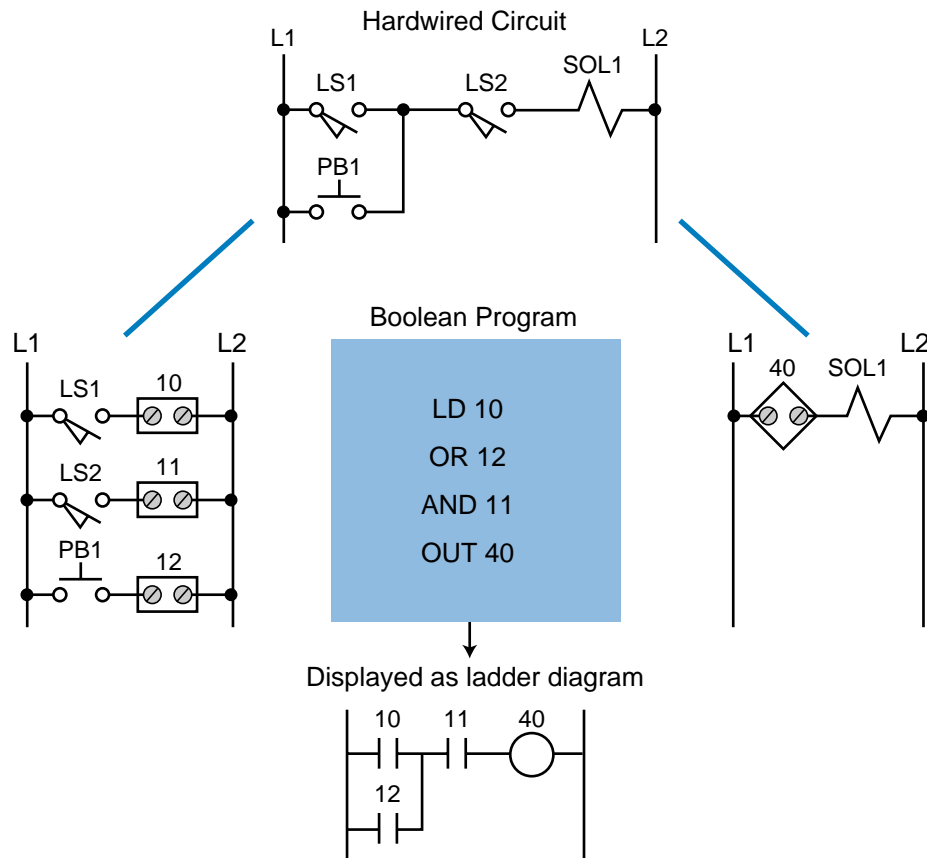 Hardwired Circuit
L1
L2
LS1
LS2
SOL1
PB1
L1
L2
LS1
10
LS2
11
PB1
12
Boolean Program
LD 10
OR 12
AND 11
OUT 40
L1
L2
40
SOL1
Displayed as ladder diagram
10
11
40
12